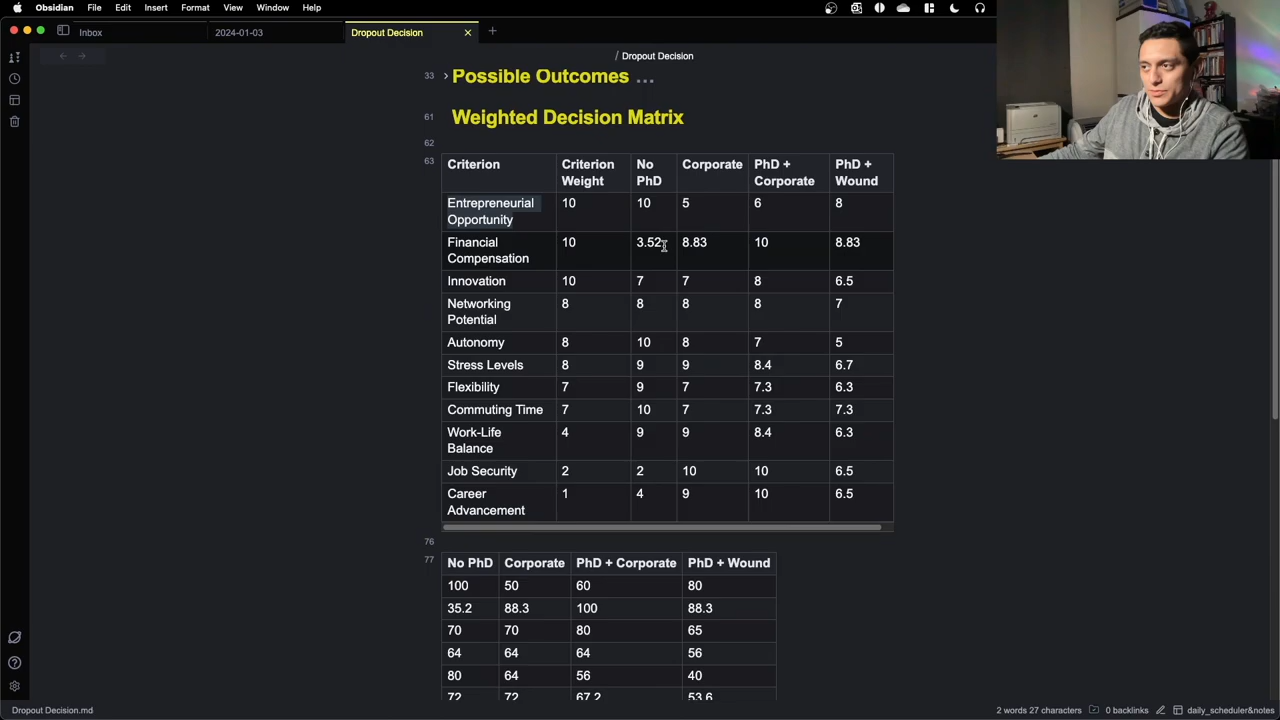 Obsidian File Edit Insert Format View Window Help
Inbox 2024-01-03 Dropout Decision
/ Dropout Decision
33 Possible Outcomes ...
61 Weighted Decision Matrix
62
63 Criterion Criterion Weight No PhD Corporate PhD + Corporate PhD + Wound
Entrepreneurial Opportunity 10 10 5 6 8
Financial Compensation 10 3.52 8.83 10 8.83
Innovation 10 7 7 8 6.5
Networking Potential 8 8 8 8 7
Autonomy 8 10 8 7 5
Stress Levels 8 9 9 8.4 6.7
Flexibility 7 9 7 7.3 6.3
Commuting Time 7 10 7 7.3 7.3
Work-Life Balance 4 9 9 8.4 6.3
Job Security 2 2 10 10 6.5
Career Advancement 1 4 9 10 6.5
76
77 No PhD Corporate PhD + Corporate PhD + Wound
100 50 60 80
35.2 88.3 100 88.3
70 70 80 65
64 64 64 56
80 64 56 40
72 72 67.2 53.6
Dropout Decision.md 2 words 27 characters 0 backlinks daily_scheduler&notes